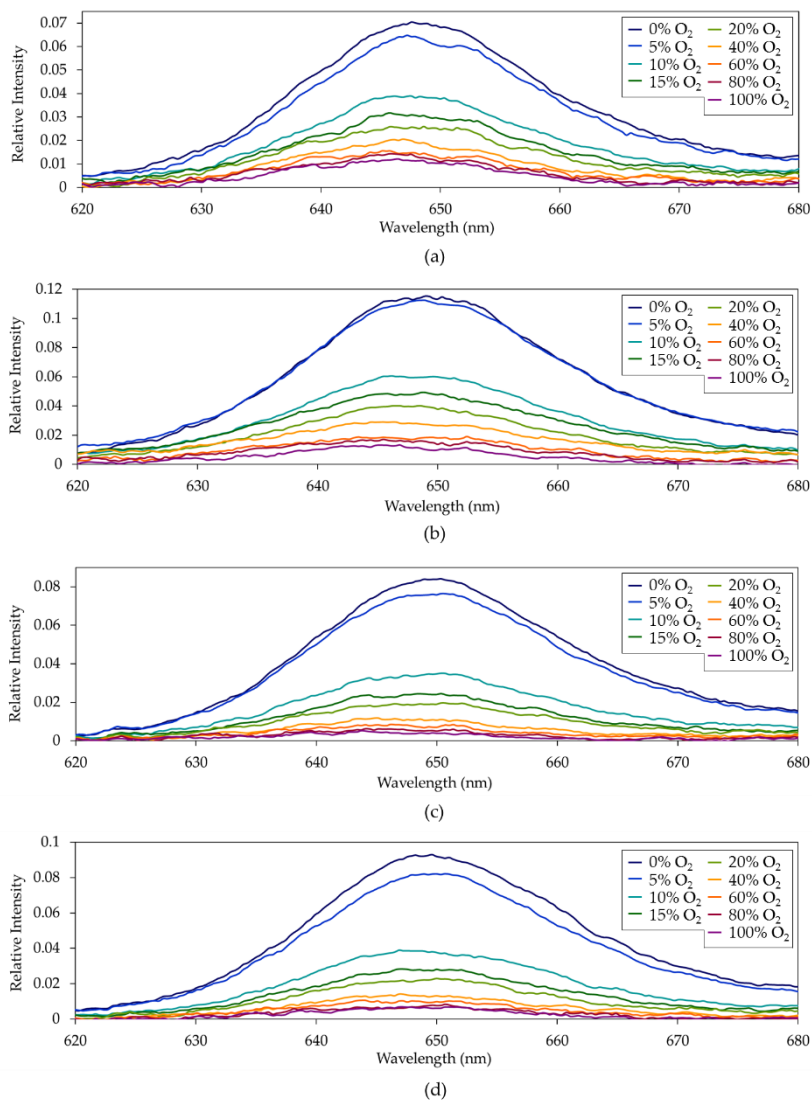 0.07
0.06
0.05
0.04
0.03
0.02
0.01
0
Relative Intensity
0% O₂ 20% O₂
5% O₂ 40% O₂
10% O₂ 60% O₂
15% O₂ 80% O₂
100% O₂
620 630 640 650 660 670 680
Wavelength (nm)
(a)
0.12
0.1
0.08
0.06
0.04
0.02
0
Relative Intensity
0% O₂ 20% O₂
5% O₂ 40% O₂
10% O₂ 60% O₂
15% O₂ 80% O₂
100% O₂
620 630 640 650 660 670 680
Wavelength (nm)
(b)
0.08
0.06
0.04
0.02
0
Relative Intensity
0% O₂ 20% O₂
5% O₂ 40% O₂
10% O₂ 60% O₂
15% O₂ 80% O₂
100% O₂
620 630 640 650 660 670 680
Wavelength (nm)
(c)
0.1
0.08
0.06
0.04
0.02
0
Relative Intensity
0% O₂ 20% O₂
5% O₂ 40% O₂
10% O₂ 60% O₂
15% O₂ 80% O₂
100% O₂
620 630 640 650 660 670 680
Wavelength (nm)
(d)